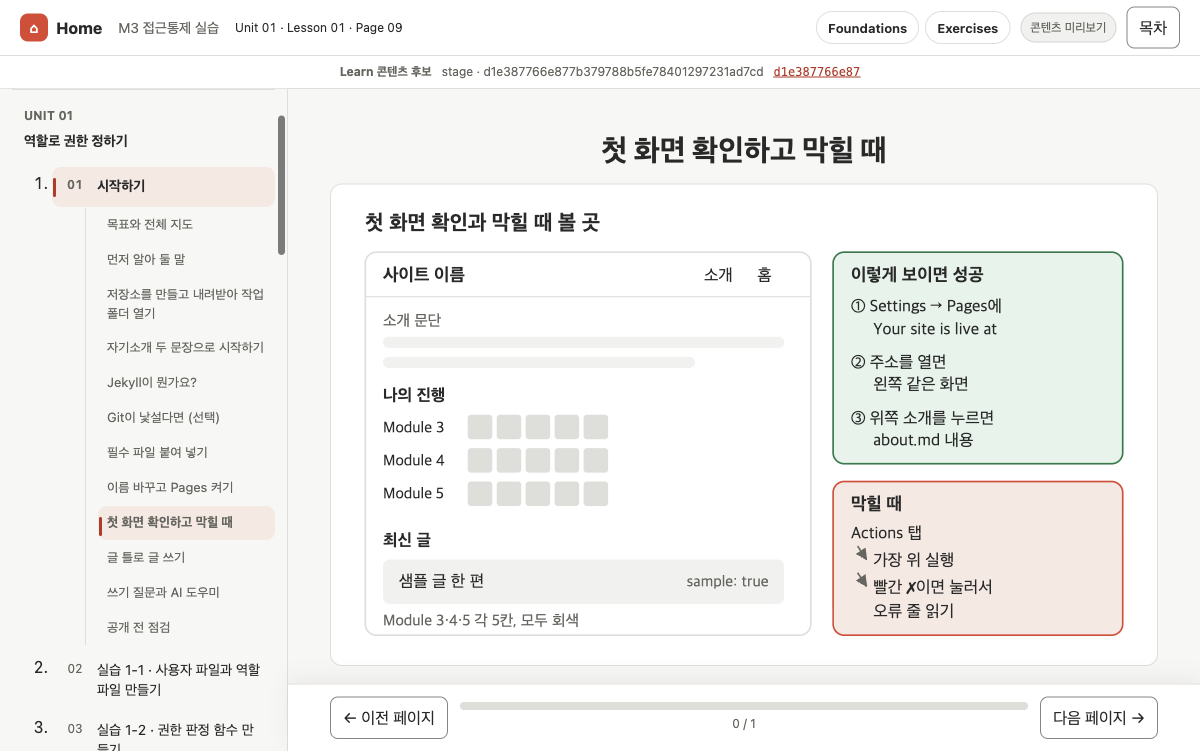 Home
M3 접근통제 실습
Unit 01 · Lesson 01 · Page 09
Foundations
Exercises
콘텐츠 미리보기
목차
Learn 콘텐츠 후보 stage · d1e387766e877b379788b5fe78401297231ad7cd d1e387766e87
UNIT 01
역할로 권한 정하기
1. 01 시작하기
목표와 전체 지도
먼저 알아 둘 말
저장소를 만들고 내려받아 작업
폴더 열기
자기소개 두 문장으로 시작하기
Jekyll이 뭔가요?
Git이 낯설다면 (선택)
필수 파일 붙여 넣기
이름 바꾸고 Pages 켜기
첫 화면 확인하고 막힐 때
글 틀로 글 쓰기
쓰기 질문과 AI 도우미
공개 전 점검
2. 02 실습 1-1 · 사용자 파일과 역할
파일 만들기
3. 03 실습 1-2 · 권한 판정 함수 만
들기
첫 화면 확인하고 막힐 때
첫 화면 확인과 막힐 때 볼 곳
사이트 이름
소개 홈
소개 문단
나의 진행
Module 3
Module 4
Module 5
최신 글
샘플 글 한 편
sample: true
Module 3·4·5 각 5칸, 모두 회색
이렇게 보이면 성공
① Settings → Pages에
Your site is live at
② 주소를 열면
왼쪽 같은 화면
③ 위쪽 소개를 누르면
about.md 내용
막힐 때
Actions 탭
↘ 가장 위 실행
↘ 빨간 ✗이면 눌러서
오류 줄 읽기
← 이전 페이지
0 / 1
다음 페이지 →